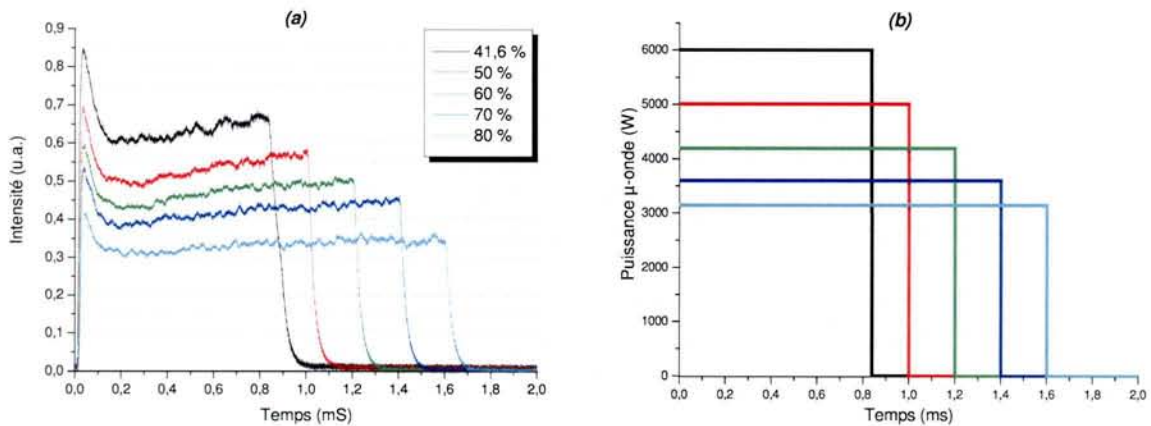 (a)
0,9
0,8
0,7
0,6
0,5
0,4
0,3
0,2
0,1
0,0
Intensité (u.a.)
41,6 %
50 %
60 %
70 %
80 %
0,0 0,2 0,4 0,6 0,8 1,0 1,2 1,4 1,6 1,8 2,0
Temps (mS)
(b)
6000
5000
4000
3000
2000
1000
0
Puissance µ-onde (W)
0,0 0,2 0,4 0,6 0,8 1,0 1,2 1,4 1,6 1,8 2,0
Temps (ms)